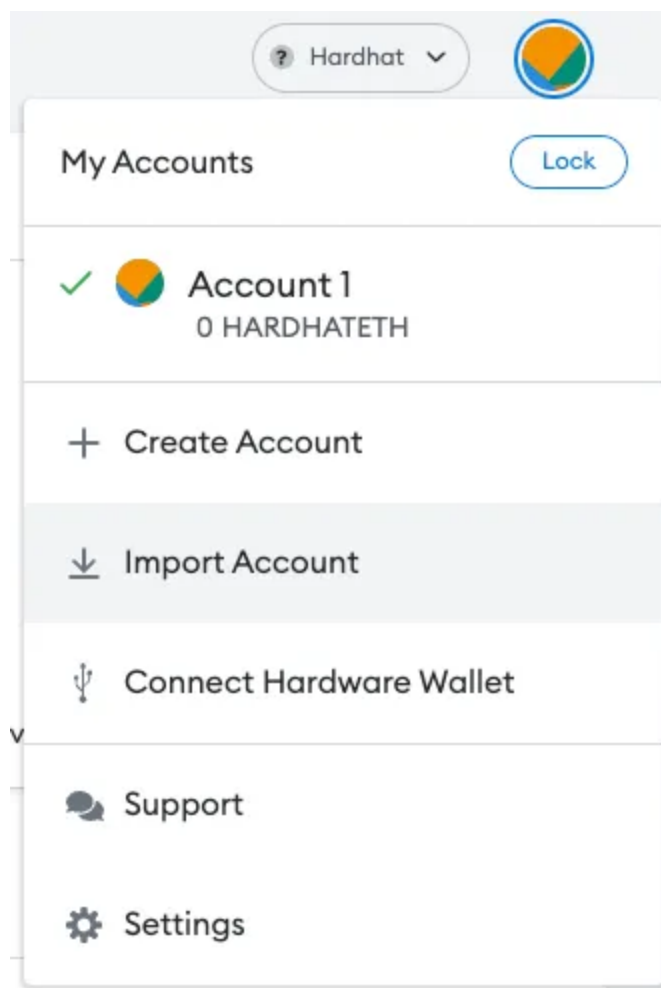 ? Hardhat
My Accounts
Lock
Account 1
0 HARDHATETH
Create Account
Import Account
Connect Hardware Wallet
Support
Settings